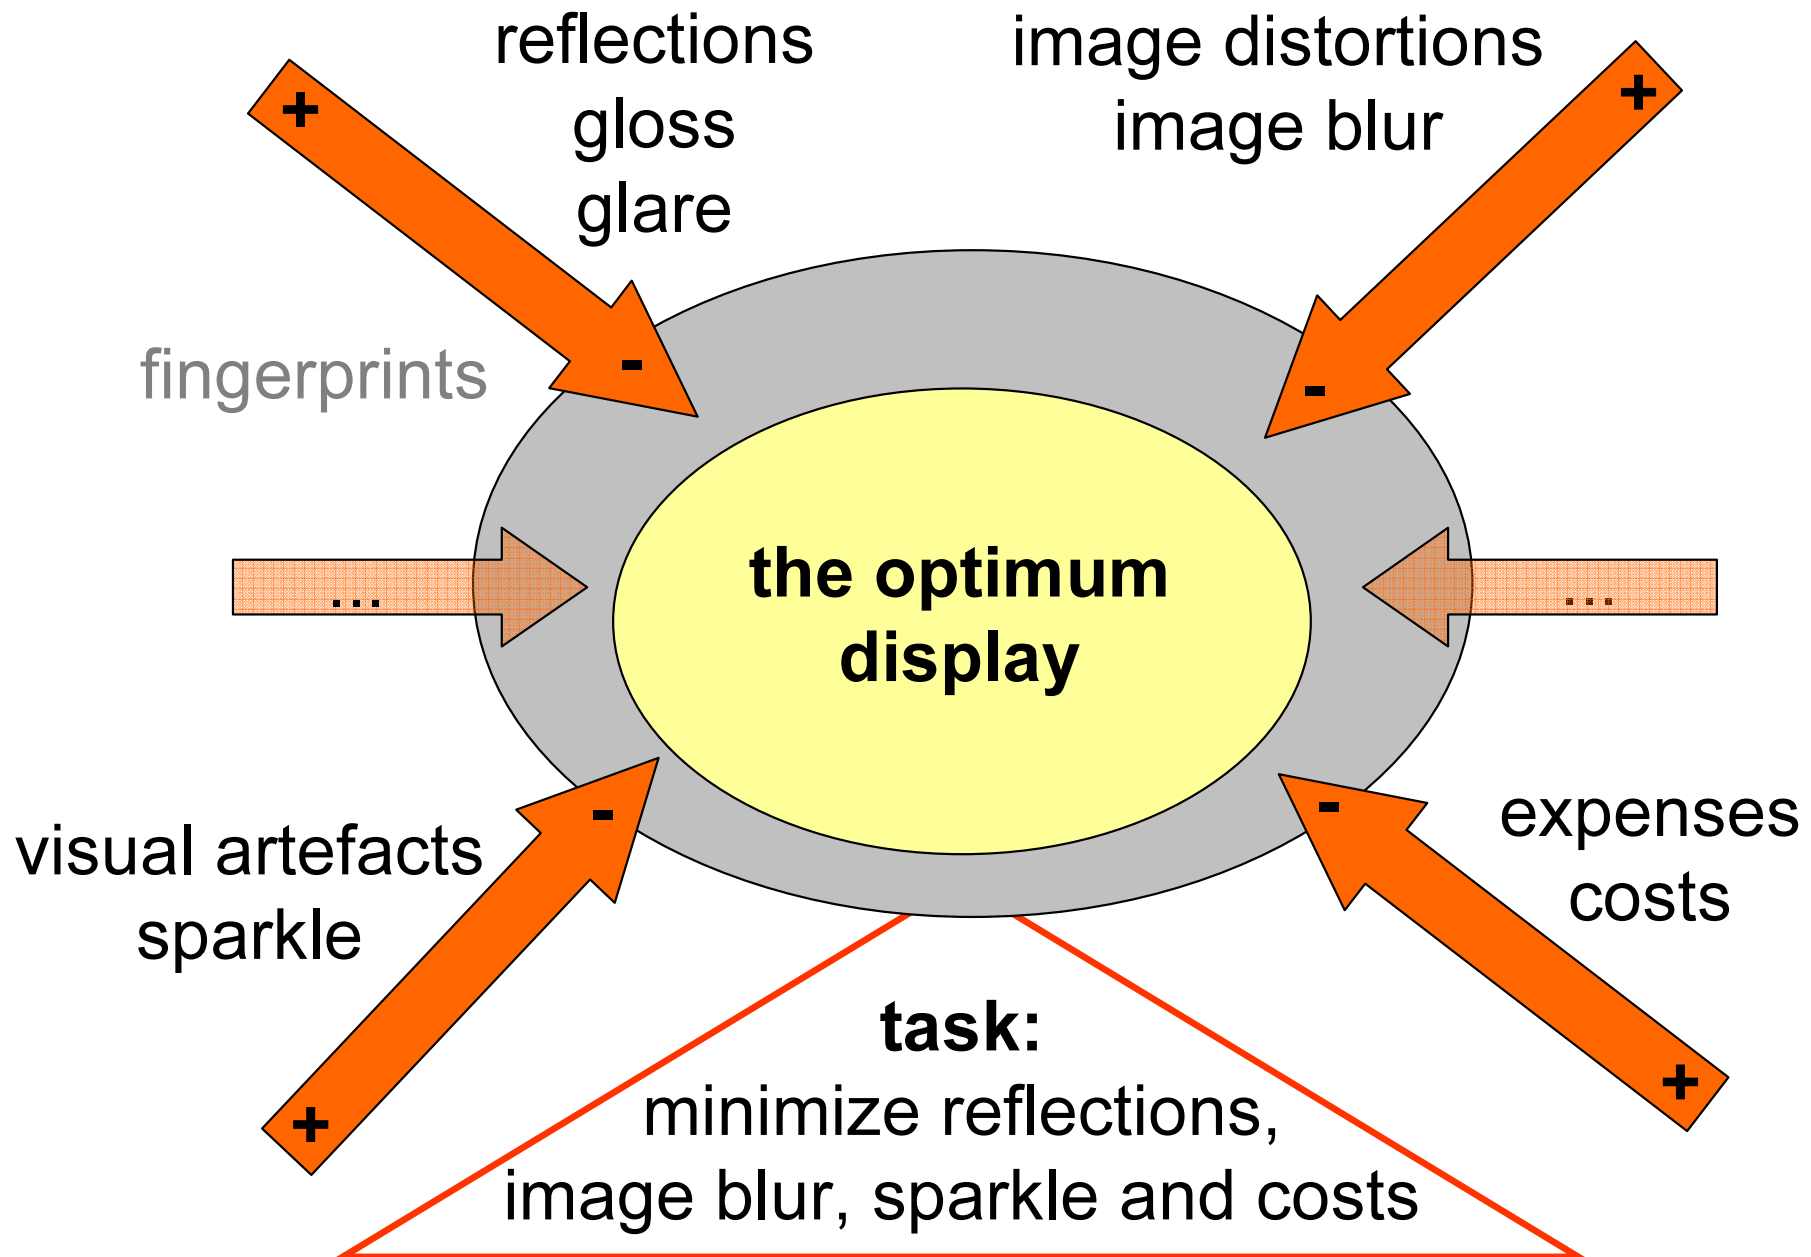 reflections
gloss
glare
image distortions
image blur
+
+
-
-
fingerprints
the optimum
display
...
...
visual artefacts
sparkle
-
-
expenses
costs
+
+
task:
minimize reflections,
image blur, sparkle and costs